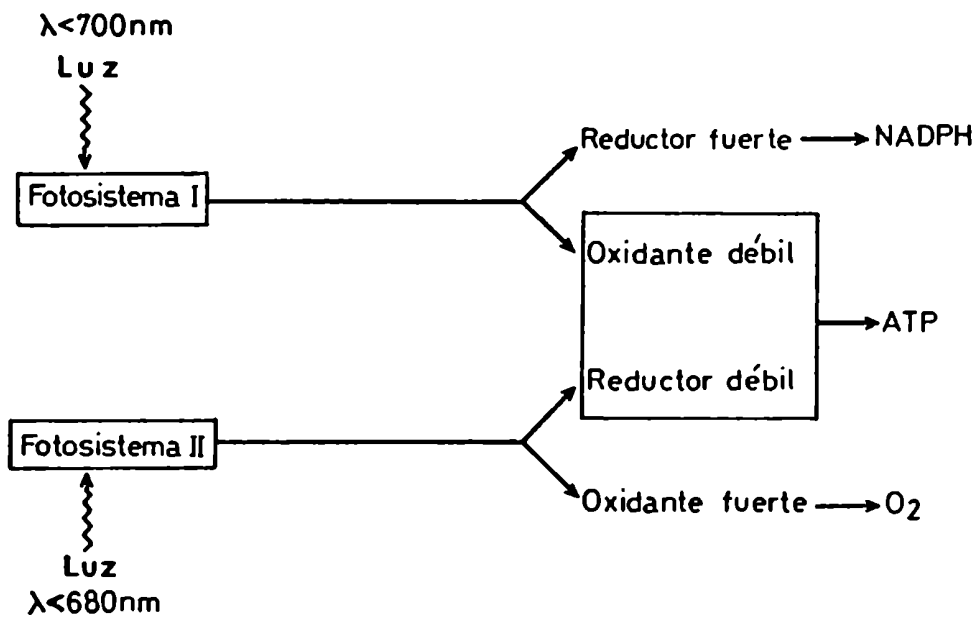 λ<700nm
Luz
Fotosistema I
Reductor fuerte
NADPH
Oxidante débil
ATP
Reductor débil
Fotosistema II
Oxidante fuerte
O₂
Luz
λ<680nm